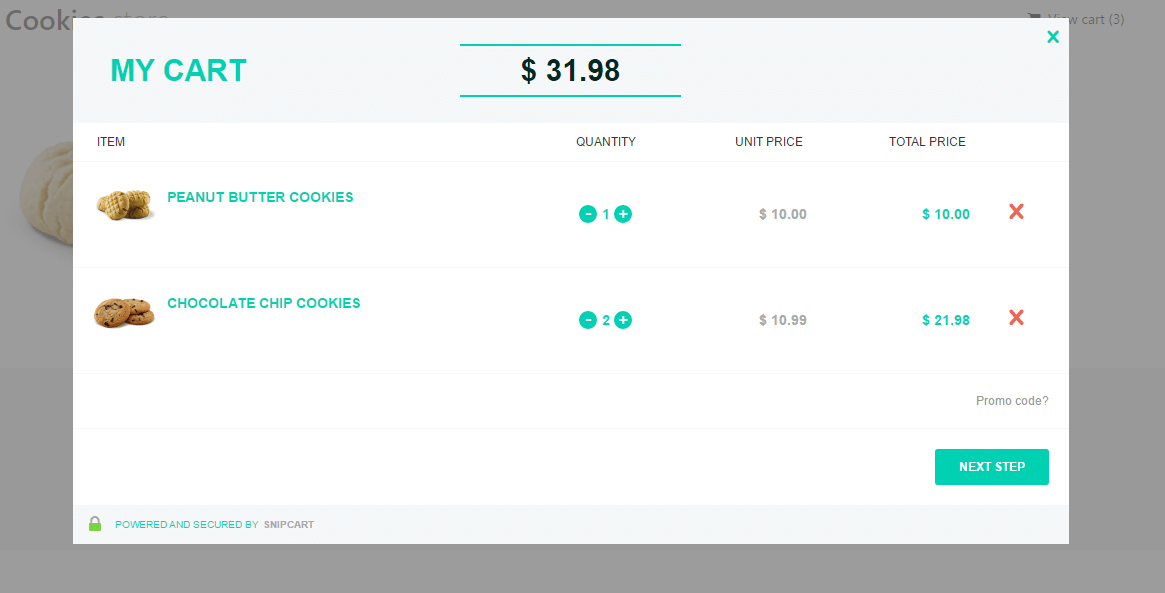 Cookies store
View cart (3)
MY CART
$ 31.98
ITEM QUANTITY UNIT PRICE TOTAL PRICE
PEANUT BUTTER COOKIES
- 1 + $ 10.00 $ 10.00
CHOCOLATE CHIP COOKIES
- 2 + $ 10.99 $ 21.98
Promo code?
NEXT STEP
POWERED AND SECURED BY SNIPCART